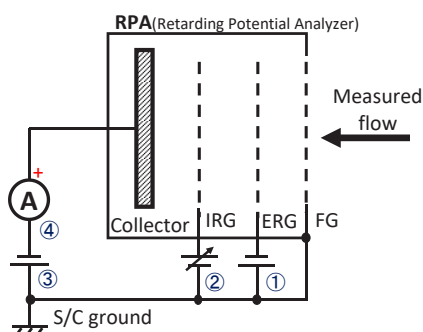 RPA(Retarding Potential Analyzer)
Measured
flow
+
A
Collector IRG ERG FG
④
③ ② ①
S/C ground